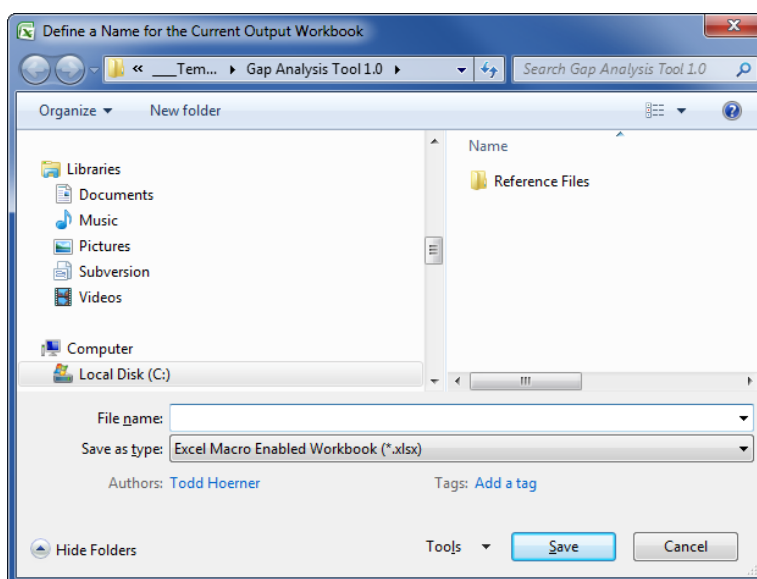 Define a Name for the Current Output Workbook
« ___Tem... Gap Analysis Tool 1.0 Search Gap Analysis Tool 1.0
Organize New folder
Name
Libraries
Reference Files
Documents
Music
Pictures
Subversion
Videos
Computer
Local Disk (C:)
File name:
Save as type: Excel Macro Enabled Workbook (*.xlsx)
Authors: Todd Hoerner Tags: Add a tag
Hide Folders Tools Save Cancel